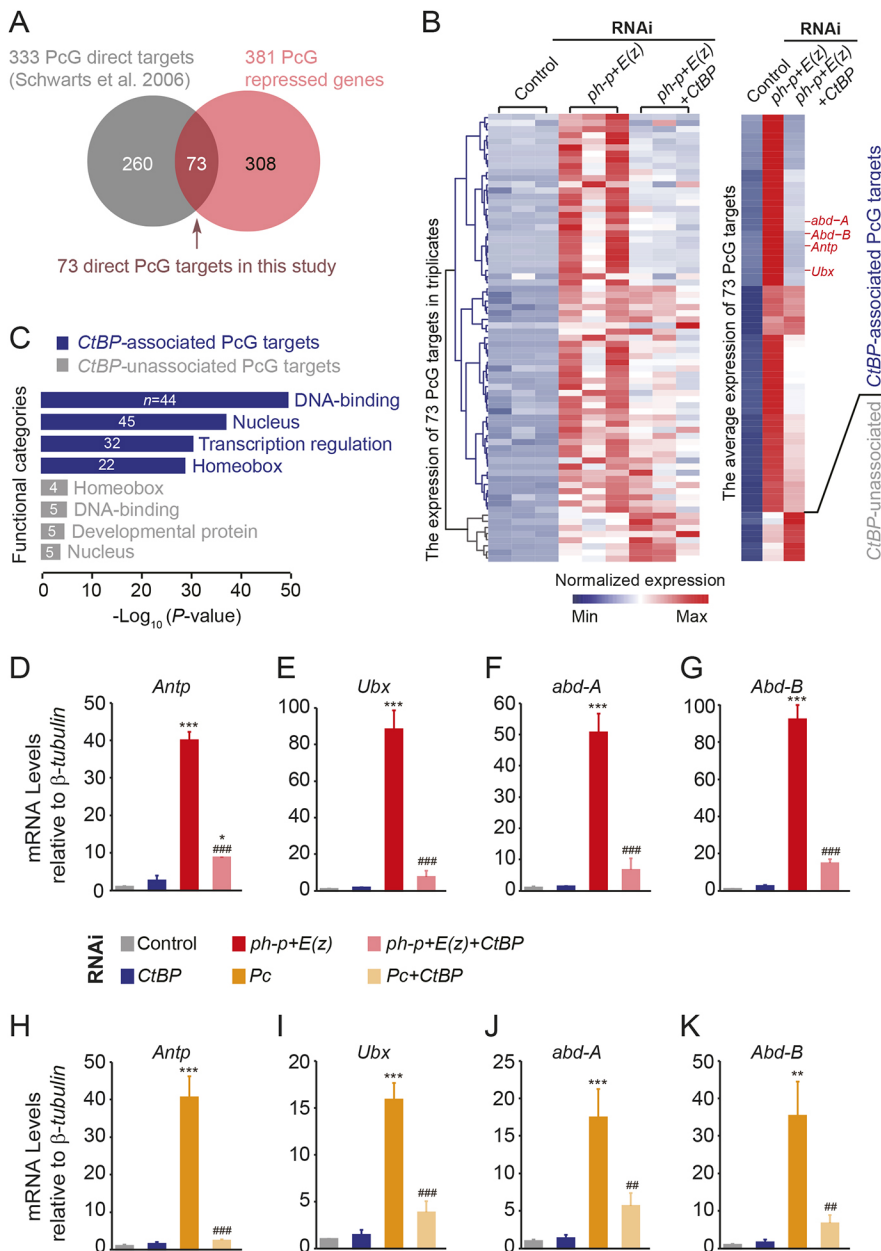 A
333 PcG direct targets
(Schwarts et al. 2006)
381 PcG
repressed genes
260
73
308
73 direct PcG targets in this study
B
RNAi
Control
ph-p+E(z)
ph-p+E(z)
+CtBP
RNAi
Control
ph-p+E(z)
ph-p+E(z)
+CtBP
The expression of 73 PcG targets in triplicates
The average expression of 73 PcG targets
abd-A
Abd-B
Antp
Ubx
CtBP-associated PcG targets
CtBP-unassociated
Normalized expression
Min
Max
C
CtBP-associated PcG targets
CtBP-unassociated PcG targets
Functional categories
n=44 DNA-binding
45 Nucleus
32 Transcription regulation
22 Homeobox
4 Homeobox
5 DNA-binding
5 Developmental protein
5 Nucleus
0 10 20 30 40 50
-Log10 (P-value)
D
Antp
mRNA Levels
relative to β-tubulin
50
40
30
20
10
0
***
*
###
E
Ubx
100
80
60
40
20
0
***
###
F
abd-A
60
50
40
30
20
10
0
***
###
G
Abd-B
100
80
60
40
20
0
***
###
RNAi
Control
ph-p+E(z)
ph-p+E(z)+CtBP
CtBP
Pc
Pc+CtBP
H
Antp
mRNA Levels
relative to β-tubulin
50
40
30
20
10
0
***
###
I
Ubx
20
15
10
5
0
***
###
J
abd-A
25
20
15
10
5
0
***
##
K
Abd-B
50
40
30
20
10
0
**
##